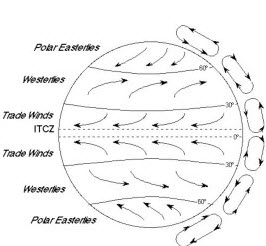 Polar Easterlies
60°
Westerlies
30°
Trade Winds
ITCZ
0°
Trade Winds
30°
Westerlies
60°
Polar Easterlies